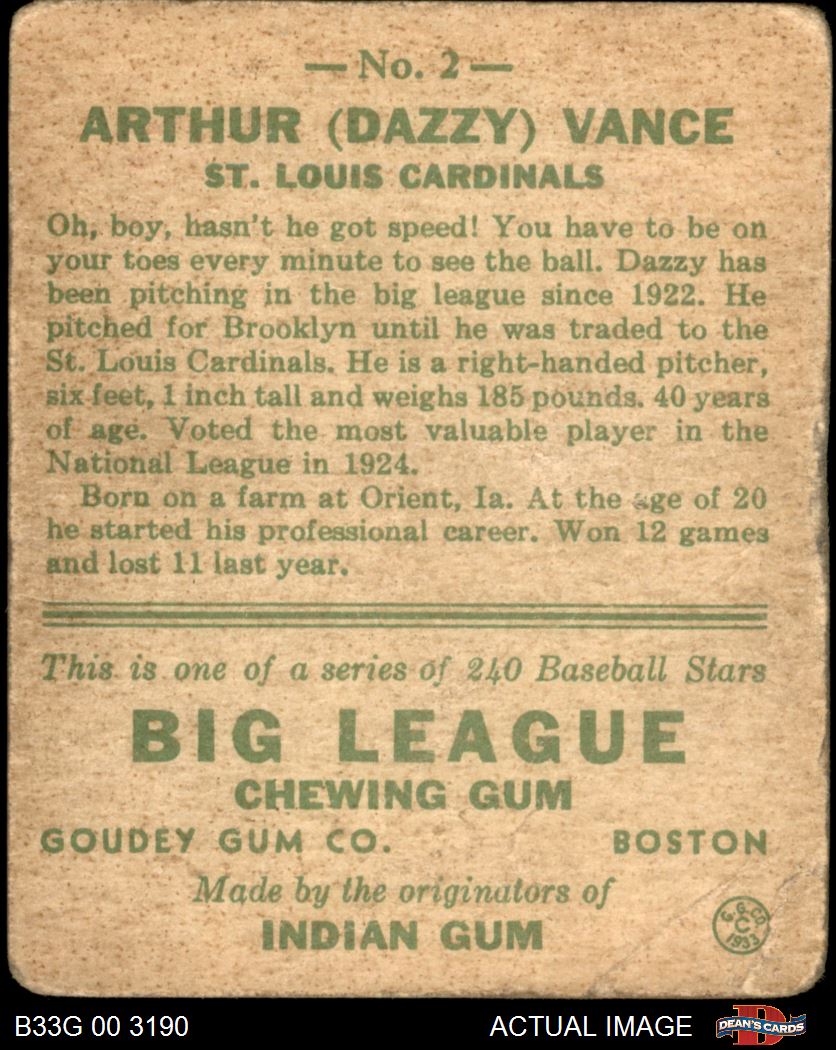 — No. 2 —
ARTHUR (DAZZY) VANCE
ST. LOUIS CARDINALS
Oh, boy, hasn't he got speed! You have to be on
your toes every minute to see the ball. Dazzy has
been pitching in the big league since 1922. He
pitched for Brooklyn until he was traded to the
St. Louis Cardinals. He is a right-handed pitcher,
six feet, 1 inch tall and weighs 185 pounds. 40 years
of age. Voted the most valuable player in the
National League in 1924.
Born on a farm at Orient, Ia. At the age of 20
he started his professional career. Won 12 games
and lost 11 last year.
This is one of a series of 240 Baseball Stars
BIG LEAGUE
CHEWING GUM
GOUDEY GUM CO. BOSTON
Made by the originators of
INDIAN GUM
G. G. CO.
C
1933
B33G 00 3190 ACTUAL IMAGE D DEAN'S CARDS